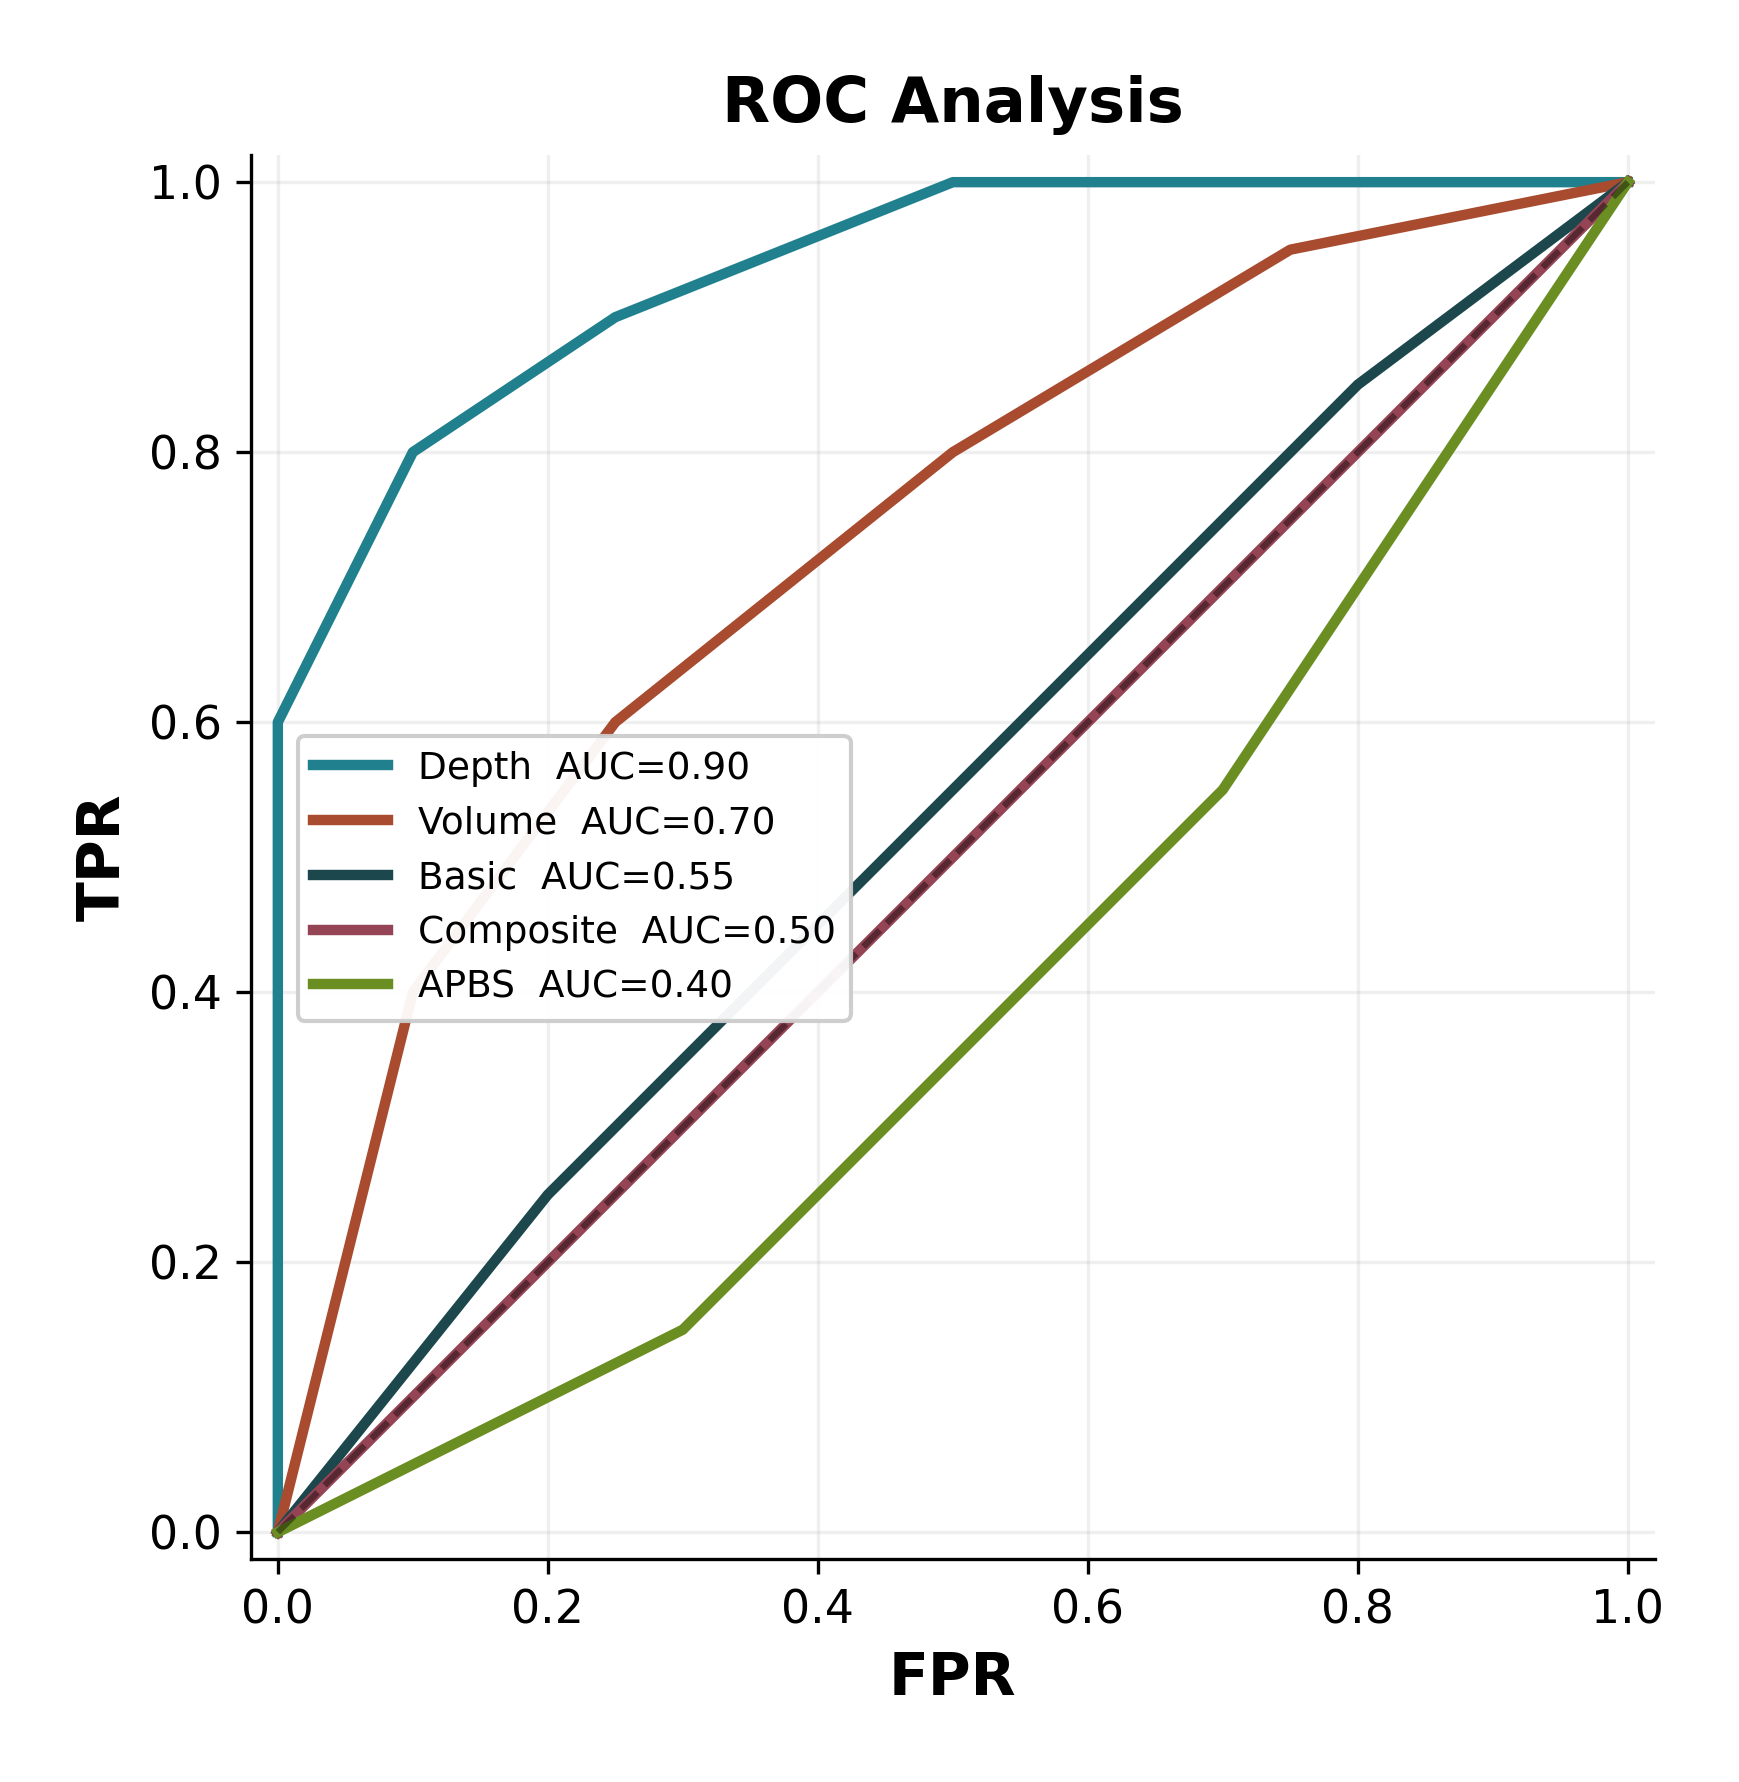 ROC Analysis
1.0
0.8
0.6
0.4
0.2
0.0
TPR
Depth  AUC=0.90
Volume  AUC=0.70
Basic  AUC=0.55
Composite  AUC=0.50
APBS  AUC=0.40
0.0 0.2 0.4 0.6 0.8 1.0
FPR